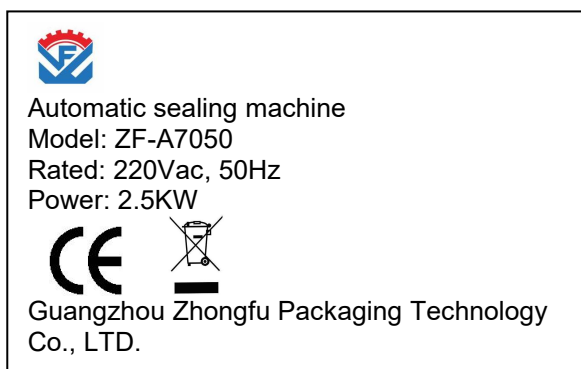 Automatic sealing machine
Model: ZF-A7050
Rated: 220Vac, 50Hz
Power: 2.5KW
CE
Guangzhou Zhongfu Packaging Technology
Co., LTD.